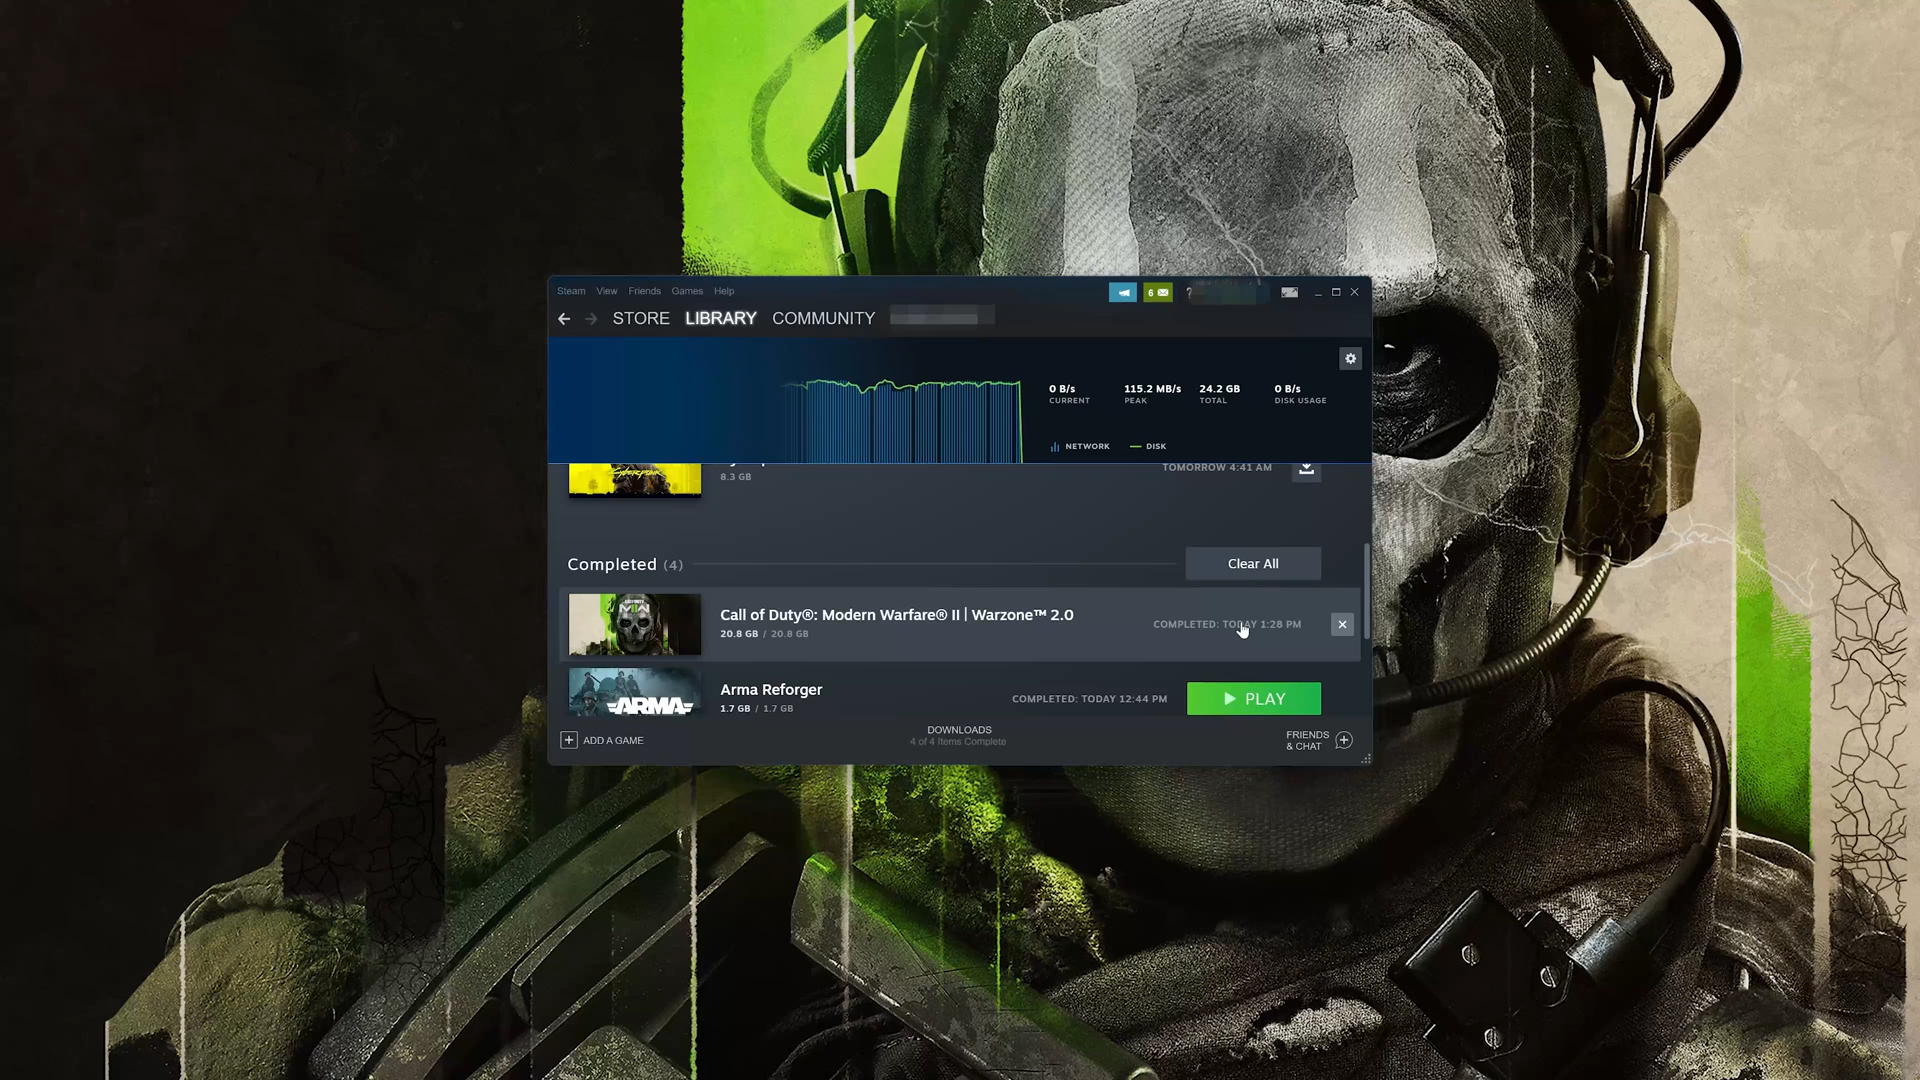 Steam View Friends Games Help
6
STORE LIBRARY COMMUNITY
0 B/s 115.2 MB/s 24.2 GB 0 B/s
CURRENT PEAK TOTAL DISK USAGE
NETWORK DISK
TOMORROW 4:41 AM
8.3 GB
Completed (4) Clear All
Call of Duty®: Modern Warfare® II | Warzone™ 2.0
20.8 GB / 20.8 GB
COMPLETED: TODAY 1:28 PM
Arma Reforger
1.7 GB / 1.7 GB
COMPLETED: TODAY 12:44 PM
PLAY
ARMA
ADD A GAME
DOWNLOADS
4 of 4 Items Complete
FRIENDS
& CHAT